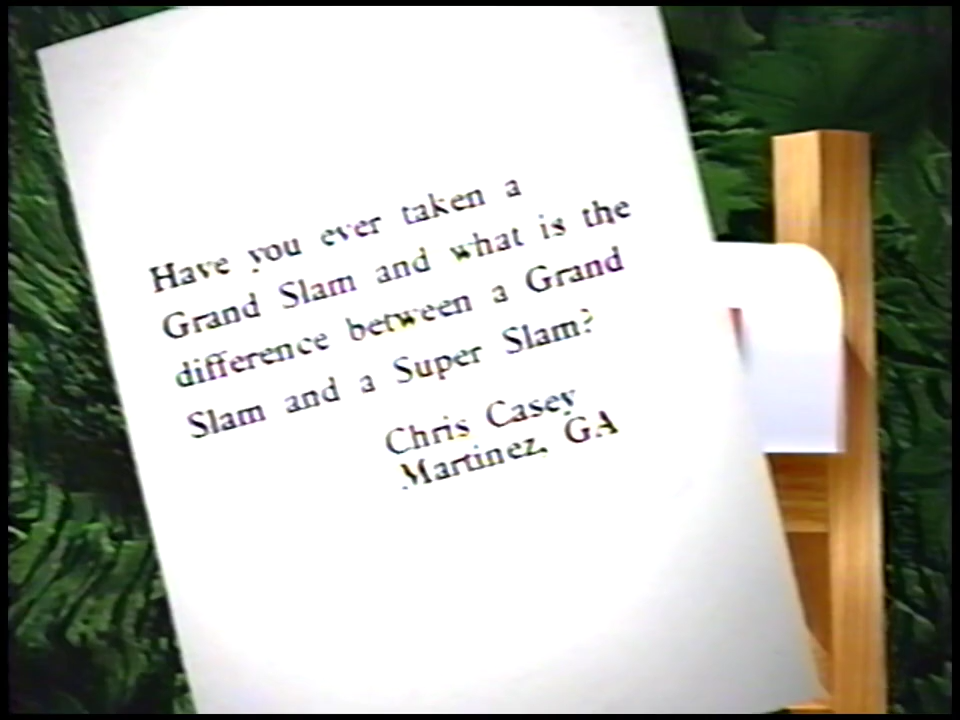 Have you ever taken a
Grand Slam and what is the
difference between a Grand
Slam and a Super Slam?
Chris Casey
Martinez, GA